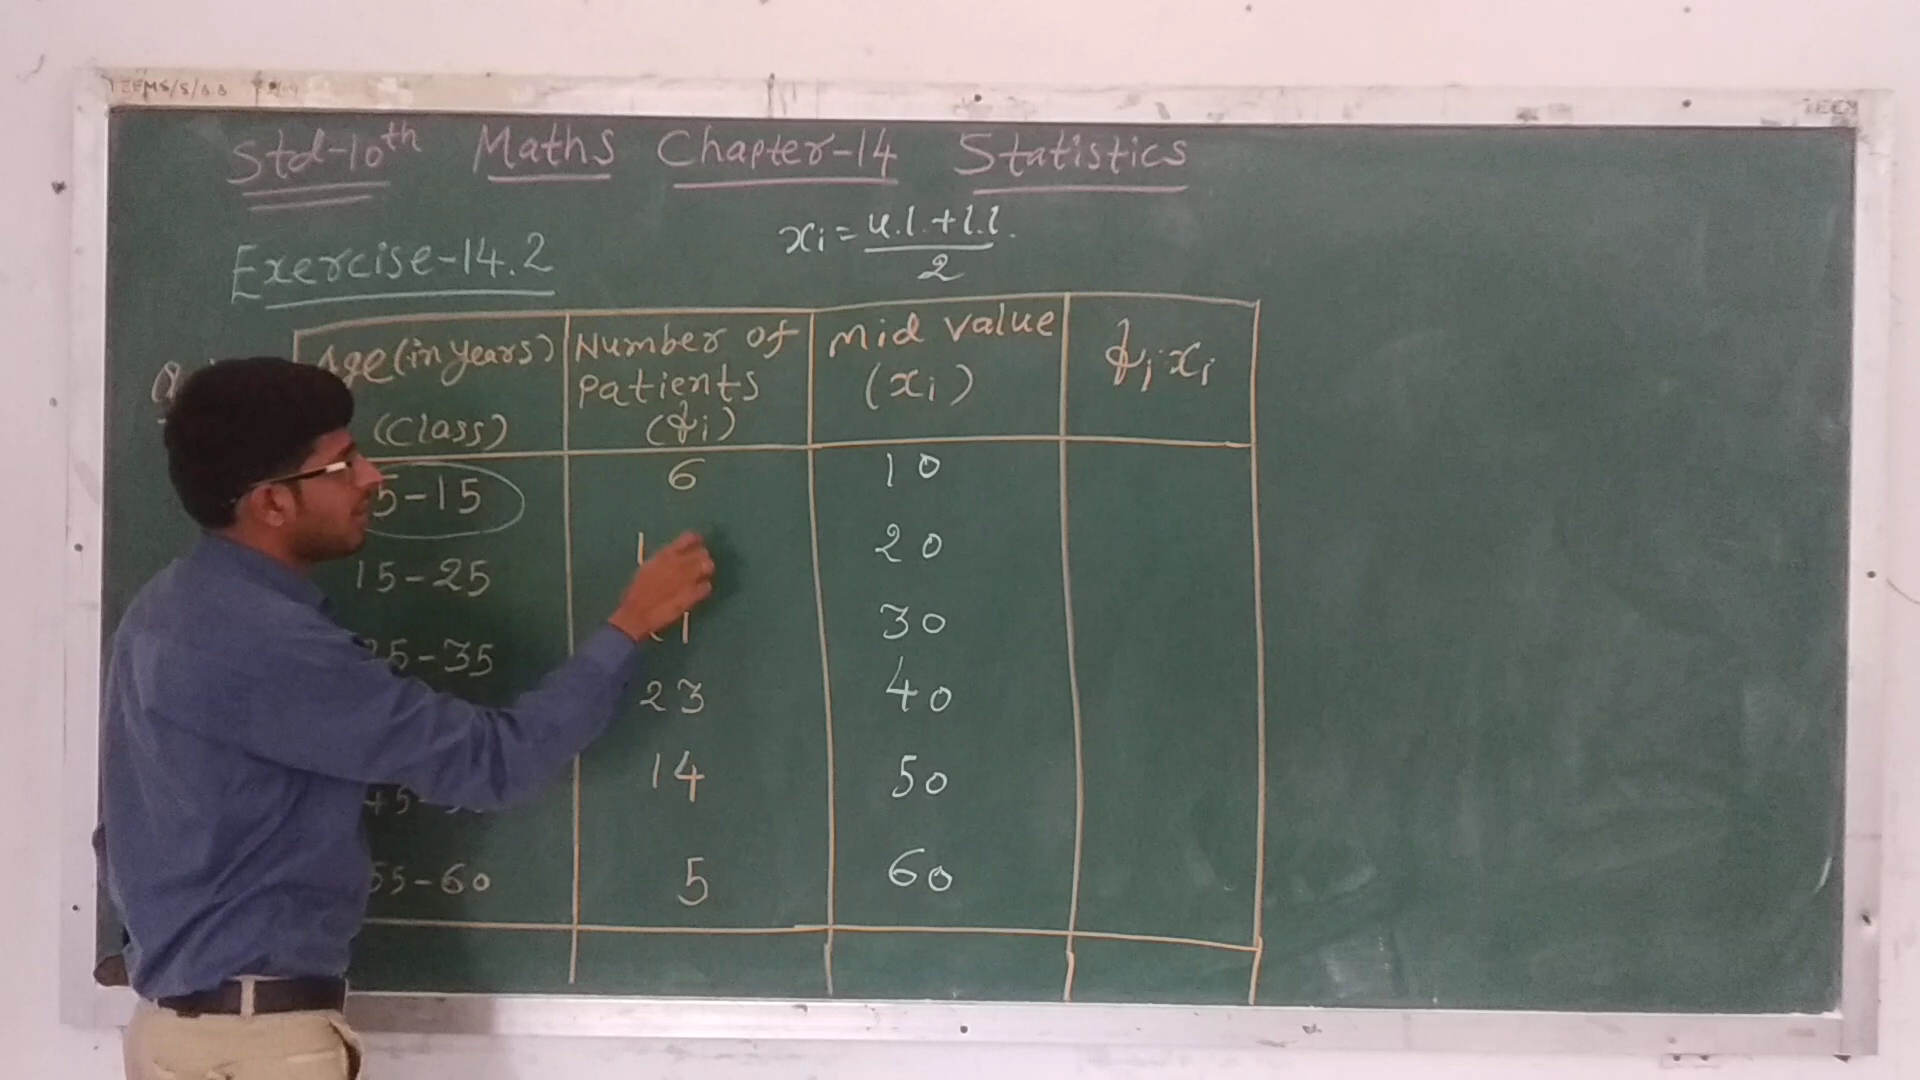 Std-10th Maths Chapter-14 Statistics
xi = u.l.+l.l. / 2
Exercise-14.2
Age (in years) (Class) Number of patients (fi) Mid value (xi) fi xi
5-15 6 10
15-25 20
-35 30
23 40
14 50
-60 5 60